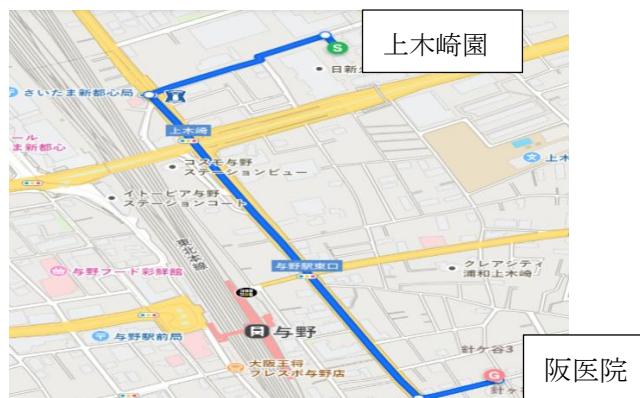 S
上木崎園
日新
さいたま新都心局
上木崎
ール
ま新都心
コスモ与野
ステーションビュー
上木
イトーピア与野
ステーションコート
東北本線
与野駅東口
クレアシティ
浦和上木崎
与野フード彩鮮館
与野
与野駅前局
大阪王将
フレスポ与野店
針ケ谷3
G
針ヶ
阪医院